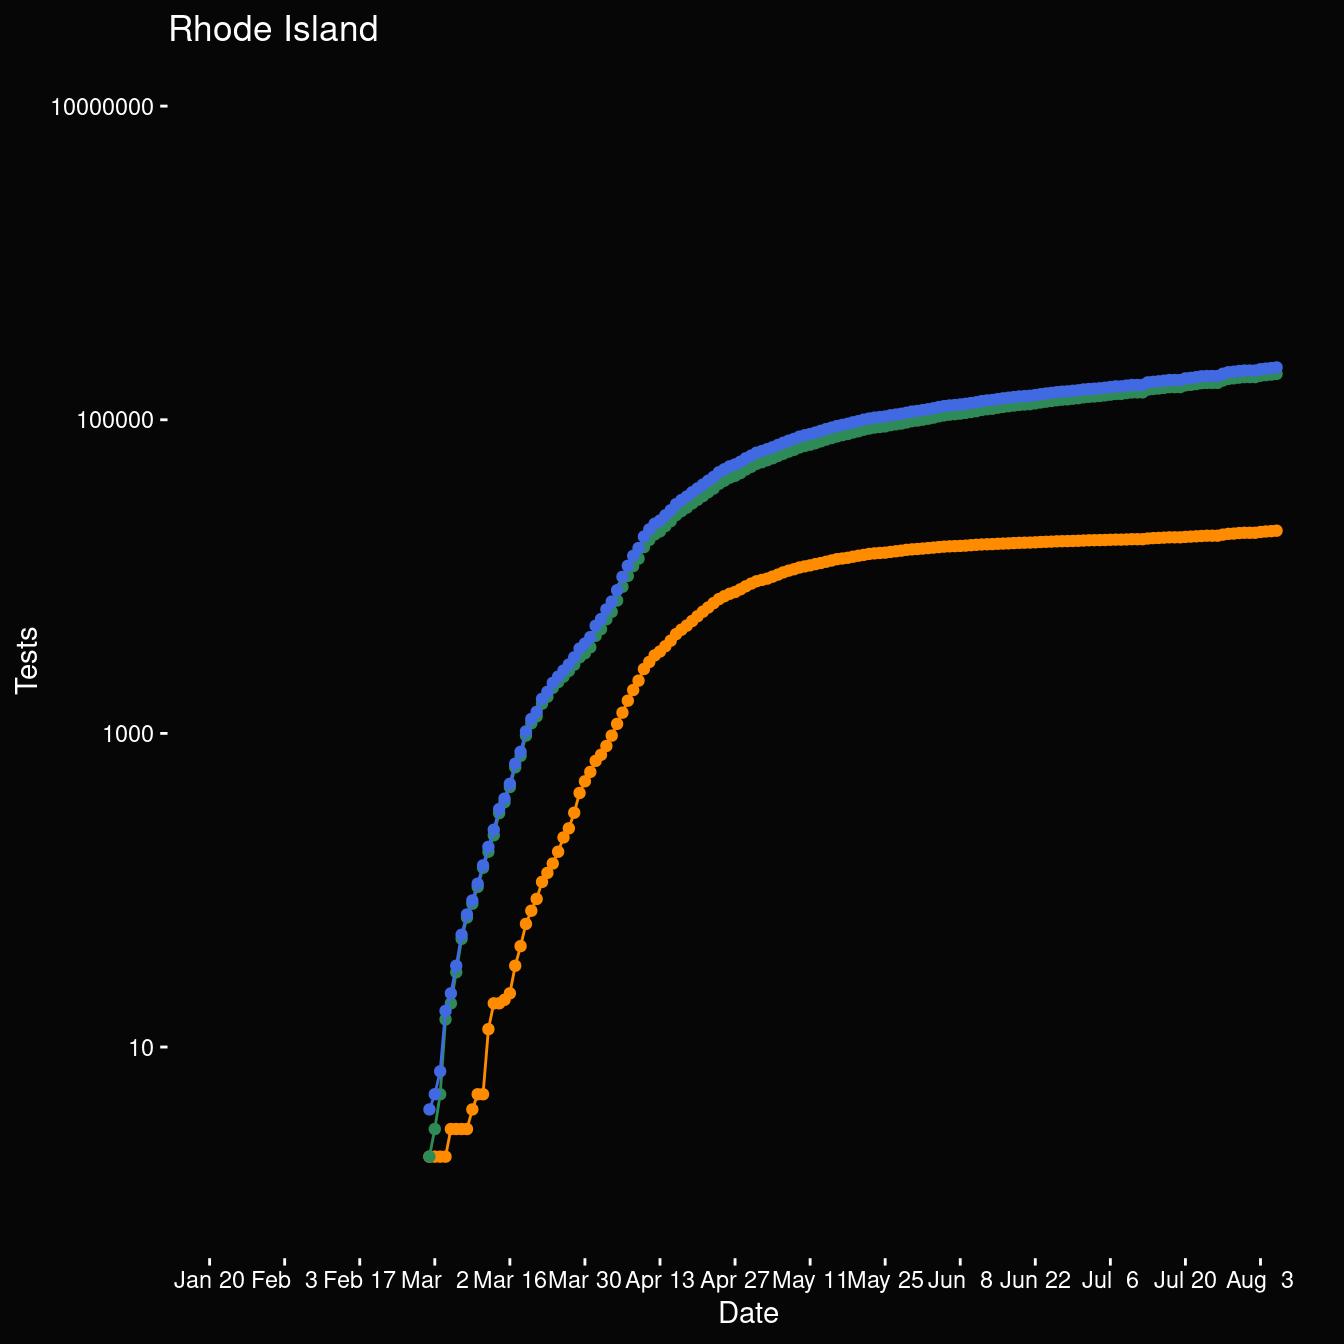 Rhode Island
10000000
100000
1000
10
Tests
Jan 20 Feb 3 Feb 17 Mar 2 Mar 16 Mar 30 Apr 13 Apr 27 May 11 May 25 Jun 8 Jun 22 Jul 6 Jul 20 Aug 3
Date